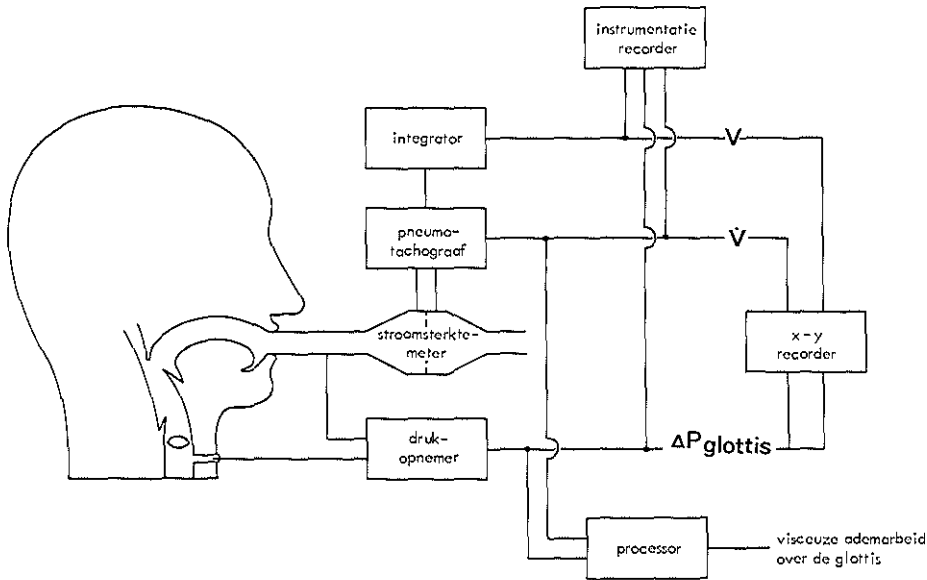 instrumentatie
recorder
integrator
V
pneumo-
tachograaf
V̇
stroomsterkte-
meter
x-y
recorder
druk-
opnemer
ΔPglottis
processor
visceuze ademarbeid
over de glottis